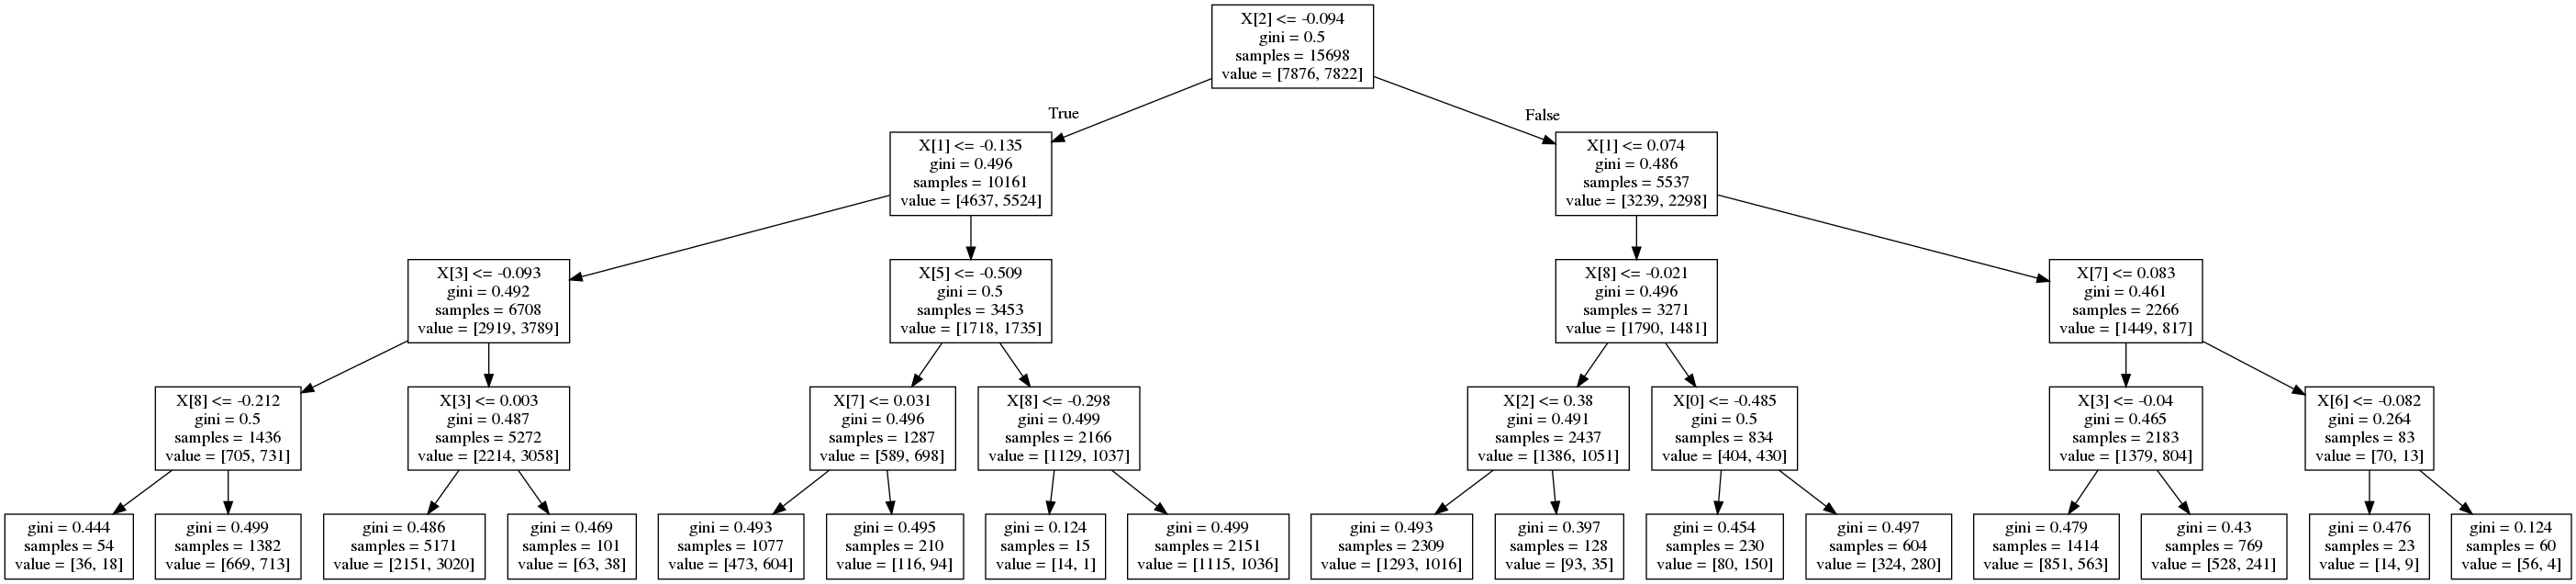 X[2] <= -0.094
gini = 0.5
samples = 15698
value = [7876, 7822]
True
False
X[1] <= -0.135
gini = 0.496
samples = 10161
value = [4637, 5524]
X[1] <= 0.074
gini = 0.486
samples = 5537
value = [3239, 2298]
X[3] <= -0.093
gini = 0.492
samples = 6708
value = [2919, 3789]
X[5] <= -0.509
gini = 0.5
samples = 3453
value = [1718, 1735]
X[8] <= -0.021
gini = 0.496
samples = 3271
value = [1790, 1481]
X[7] <= 0.083
gini = 0.461
samples = 2266
value = [1449, 817]
X[8] <= -0.212
gini = 0.5
samples = 1436
value = [705, 731]
X[3] <= 0.003
gini = 0.487
samples = 5272
value = [2214, 3058]
X[7] <= 0.031
gini = 0.496
samples = 1287
value = [589, 698]
X[8] <= -0.298
gini = 0.499
samples = 2166
value = [1129, 1037]
X[2] <= 0.38
gini = 0.491
samples = 2437
value = [1386, 1051]
X[0] <= -0.485
gini = 0.5
samples = 834
value = [404, 430]
X[3] <= -0.04
gini = 0.465
samples = 2183
value = [1379, 804]
X[6] <= -0.082
gini = 0.264
samples = 83
value = [70, 13]
gini = 0.444
samples = 54
value = [36, 18]
gini = 0.499
samples = 1382
value = [669, 713]
gini = 0.486
samples = 5171
value = [2151, 3020]
gini = 0.469
samples = 101
value = [63, 38]
gini = 0.493
samples = 1077
value = [473, 604]
gini = 0.495
samples = 210
value = [116, 94]
gini = 0.124
samples = 15
value = [14, 1]
gini = 0.499
samples = 2151
value = [1115, 1036]
gini = 0.493
samples = 2309
value = [1293, 1016]
gini = 0.397
samples = 128
value = [93, 35]
gini = 0.454
samples = 230
value = [80, 150]
gini = 0.497
samples = 604
value = [324, 280]
gini = 0.479
samples = 1414
value = [851, 563]
gini = 0.43
samples = 769
value = [528, 241]
gini = 0.476
samples = 23
value = [14, 9]
gini = 0.124
samples = 60
value = [56, 4]